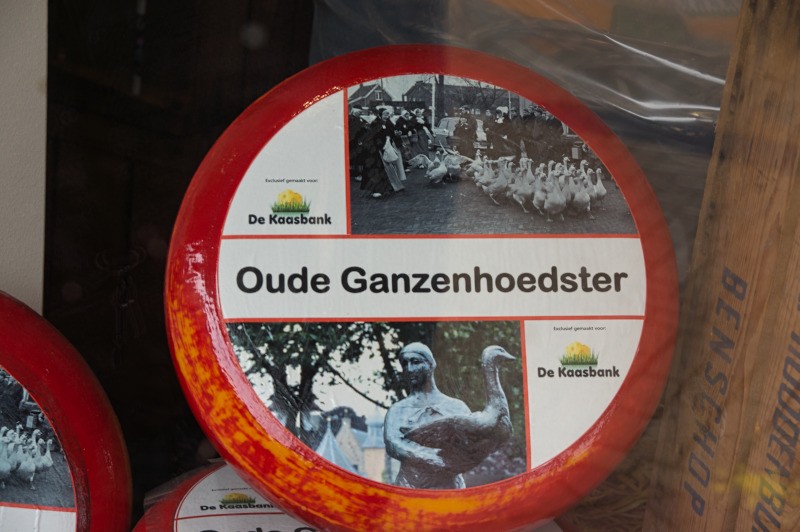 Exclusief gemaakt voor:
De Kaasbank
Oude Ganzenhoedster
Exclusief gemaakt voor:
De Kaasbank
De Kaasbank
BENSCHOP